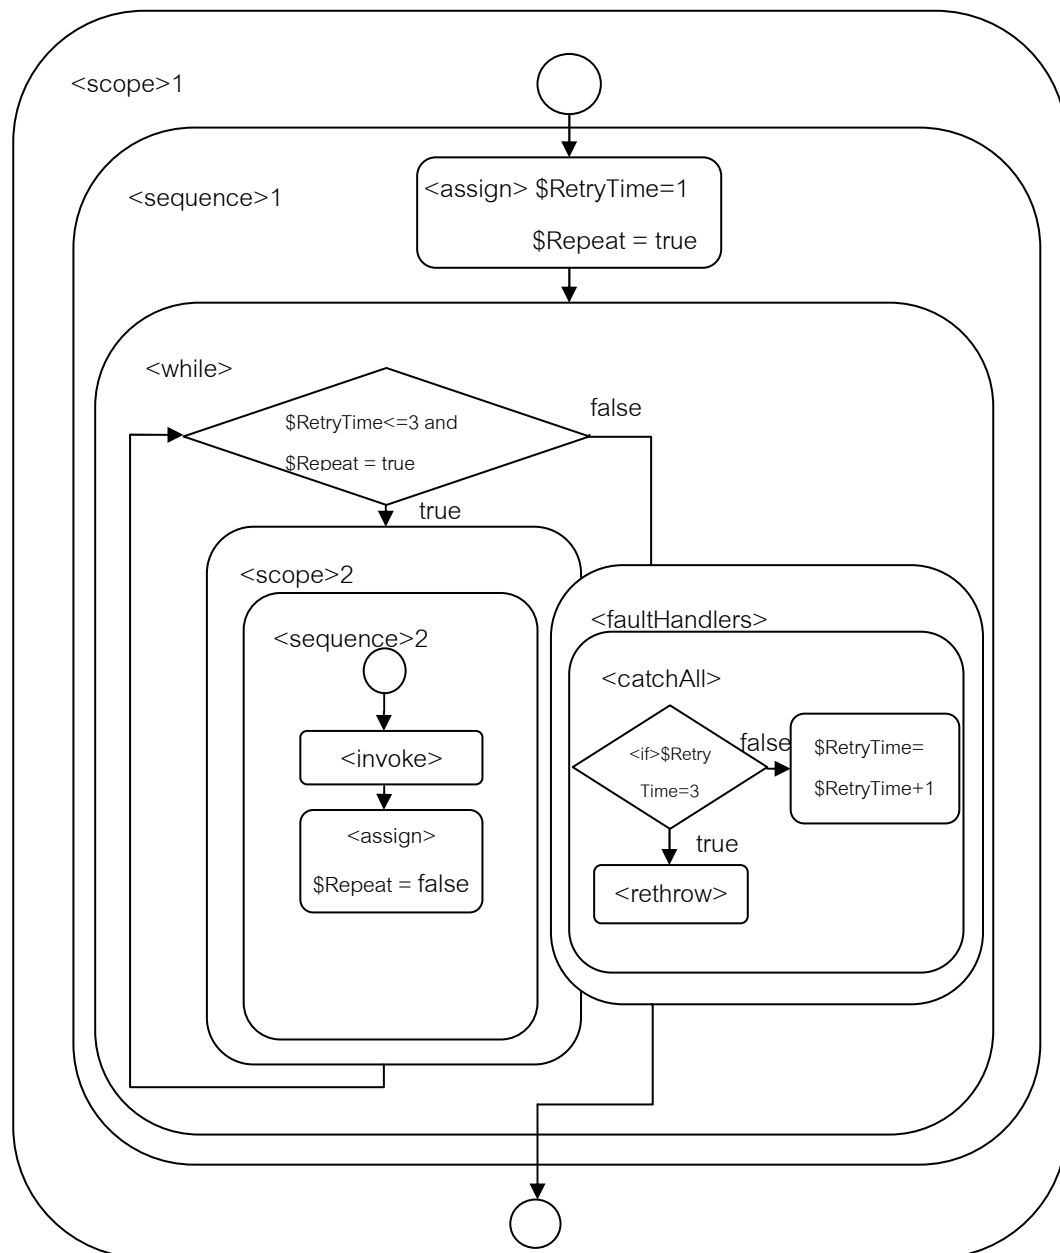 <scope>1
<sequence>1
<assign> $RetryTime=1
$Repeat = true
<while>
$RetryTime<=3 and
$Repeat = true
false
true
<scope>2
<sequence>2
<invoke>
<assign>
$Repeat = false
<faultHandlers>
<catchAll>
<if>$Retry
Time=3
false
$RetryTime=
$RetryTime+1
true
<rethrow>